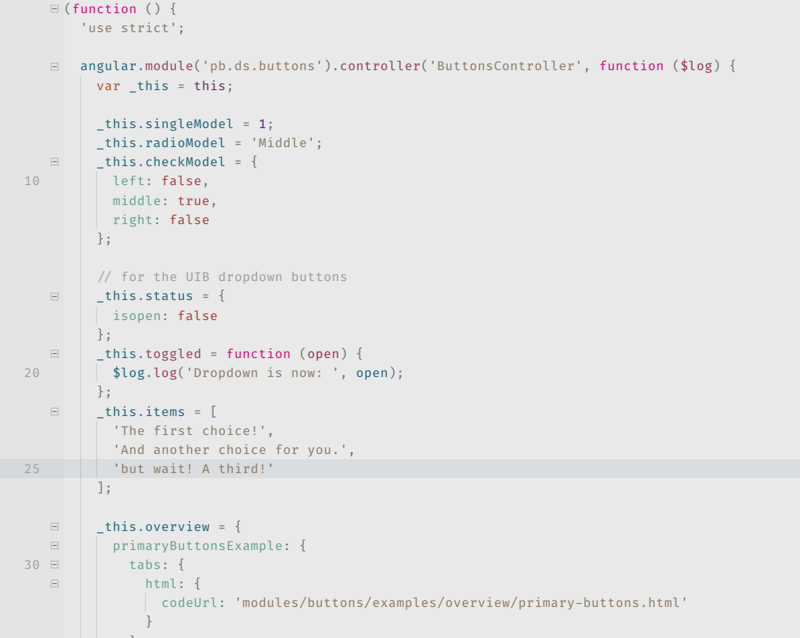 (function () {
'use strict';
angular.module('pb.ds.buttons').controller('ButtonsController', function ($log) {
var _this = this;
_this.singleModel = 1;
_this.radioModel = 'Middle';
_this.checkModel = {
10 left: false,
middle: true,
right: false
};
// for the UIB dropdown buttons
_this.status = {
isopen: false
};
_this.toggled = function (open) {
20 $log.log('Dropdown is now: ', open);
};
_this.items = [
'The first choice!',
'And another choice for you.',
25 'but wait! A third!'
];
_this.overview = {
primaryButtonsExample: {
30 tabs: {
html: {
codeUrl: 'modules/buttons/examples/overview/primary-buttons.html'
}